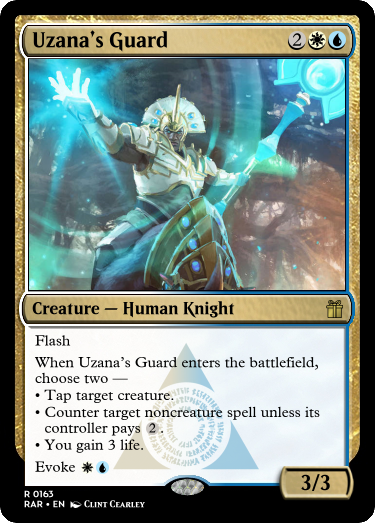 Uzana's Guard 2
Creature — Human Knight
Flash
When Uzana's Guard enters the battlefield,
choose two —
• Tap target creature.
• Counter target noncreature spell unless its
controller pays 2.
• You gain 3 life.
Evoke
3/3
R 0163
RAR • EN Clint Cearley